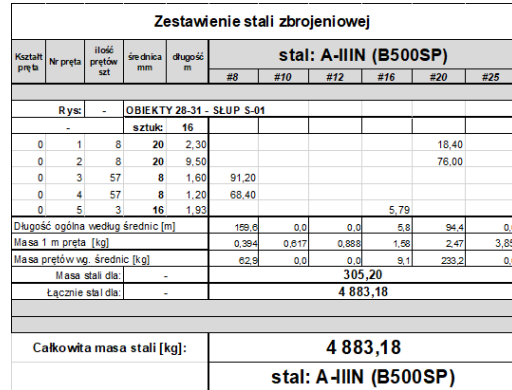 Zestawienie stali zbrojeniowej
Kształt pręta Nr pręta ilość prętów szt średnica mm długość m stal: A-IIIN (B500SP)
#8 #10 #12 #16 #20 #25
Rys: - OBIEKTY 28-31 - SŁUP S-01
- sztuk: 16
0 1 8 20 2,30 18,40
0 2 8 20 9,50 76,00
0 3 57 8 1,60 91,20
0 4 57 8 1,20 68,40
0 5 3 16 1,93 5,79
Długość ogólna według średnic [m] 159,6 0,0 0,0 5,8 94,4 0,
Masa 1 m pręta [kg] 0,394 0,617 0,888 1,58 2,47 3,85
Masa prętów wg. średnic [kg] 62,9 0,0 0,0 9,1 233,2 0,
Masa stali dla: - 305,20
Łącznie stal dla: - 4 883,18
Całkowita masa stali [kg]: 4 883,18
stal: A-IIIN (B500SP)